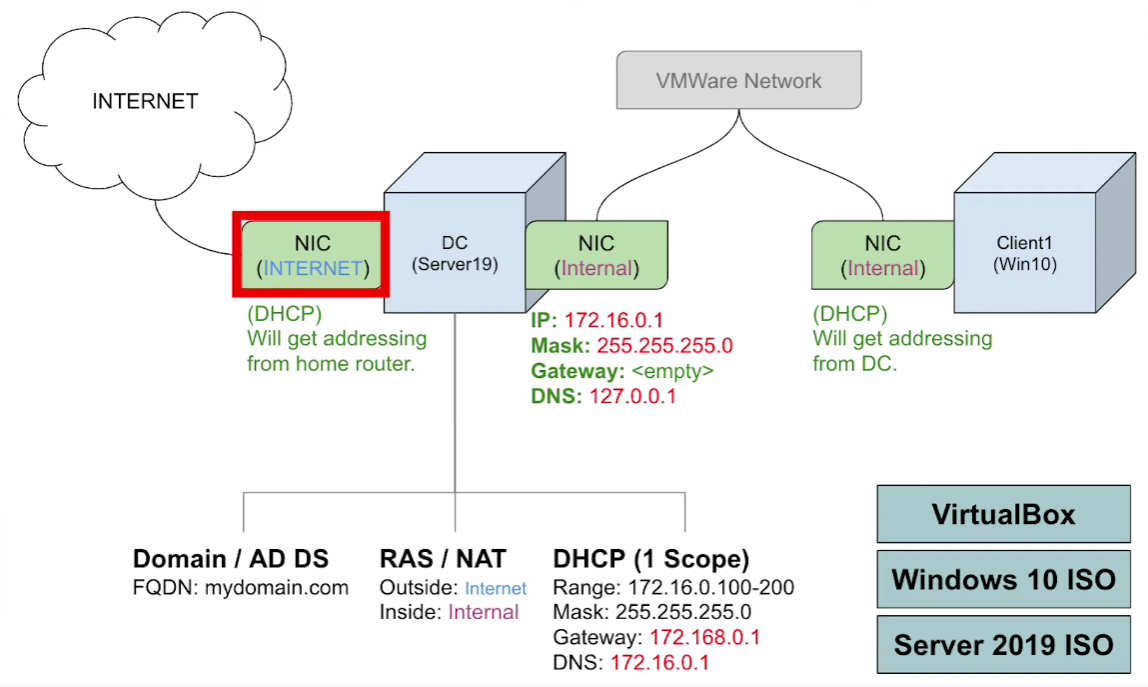 INTERNET
VMWare Network
NIC
(INTERNET)
DC
(Server19)
NIC
(Internal)
NIC
(Internal)
Client1
(Win10)
(DHCP)
Will get addressing
from home router.
IP: 172.16.0.1
Mask: 255.255.255.0
Gateway: <empty>
DNS: 127.0.0.1
(DHCP)
Will get addressing
from DC.
Domain / AD DS
FQDN: mydomain.com
RAS / NAT
Outside: Internet
Inside: Internal
DHCP (1 Scope)
Range: 172.16.0.100-200
Mask: 255.255.255.0
Gateway: 172.168.0.1
DNS: 172.16.0.1
VirtualBox
Windows 10 ISO
Server 2019 ISO